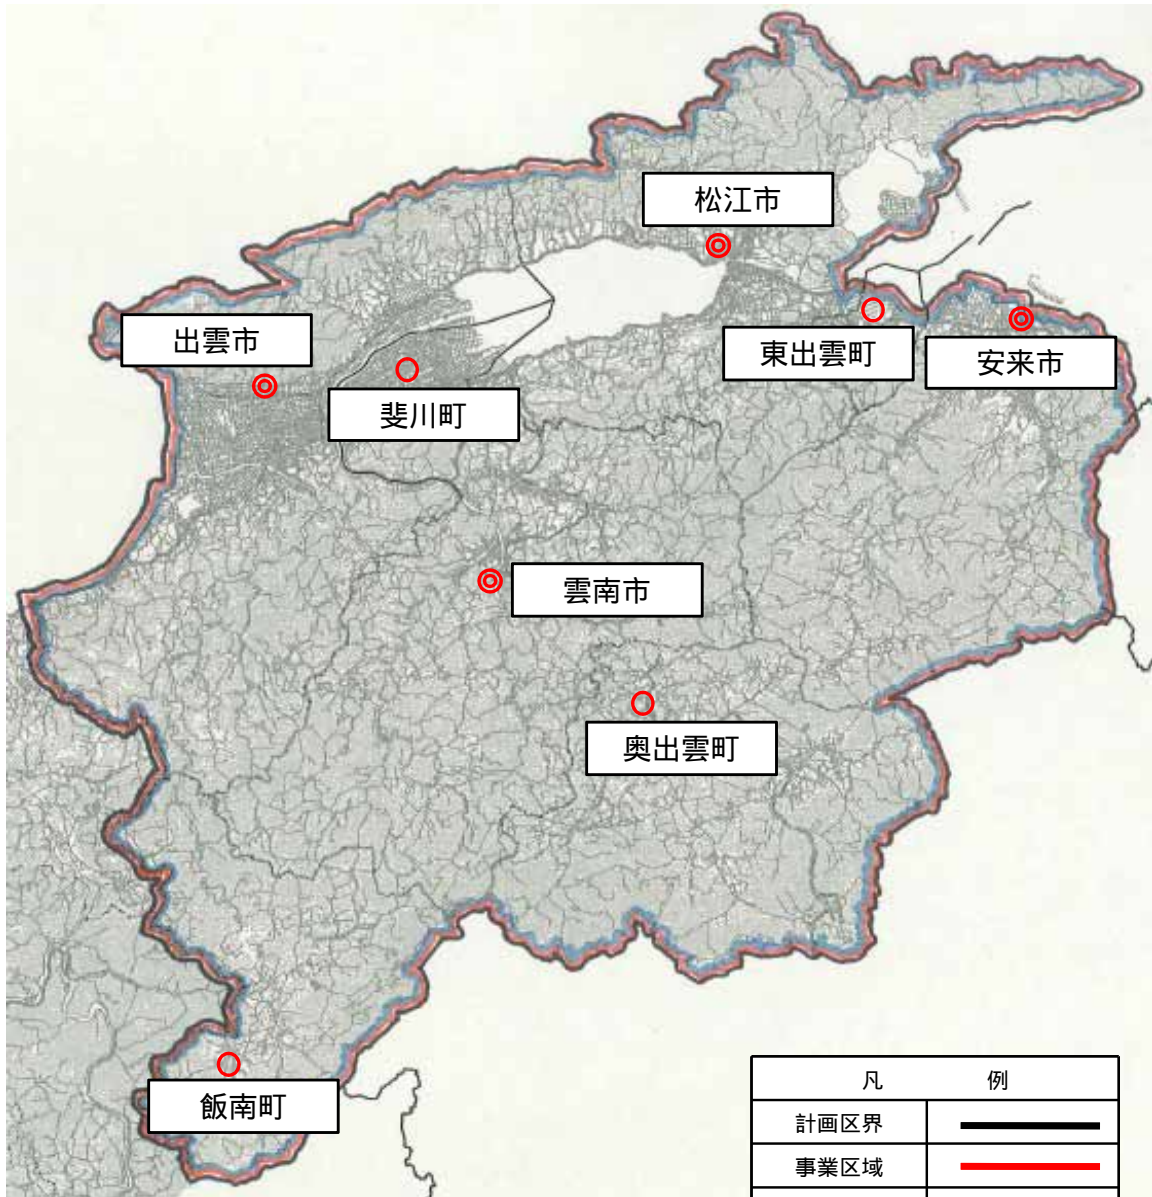 松江市
出雲市
東出雲町
安来市
斐川町
雲南市
奥出雲町
飯南町
凡 例
計画区界
事業区域